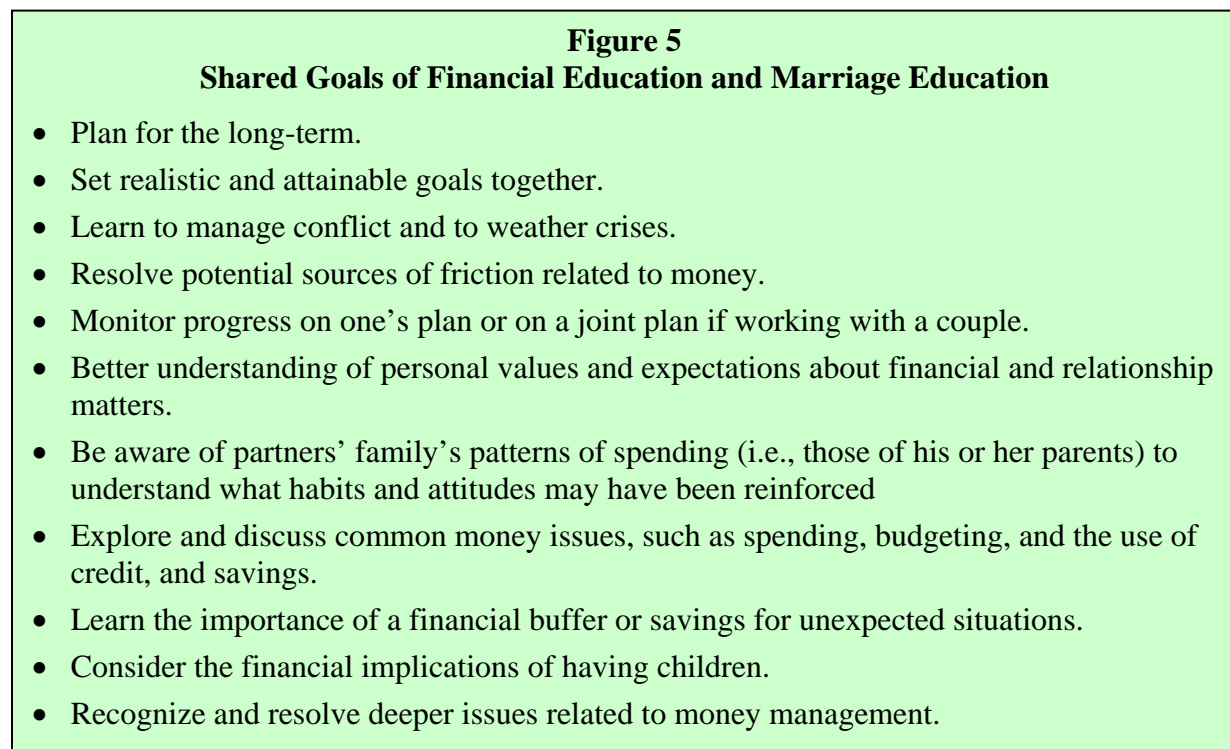 Figure 5
Shared Goals of Financial Education and Marriage Education
• Plan for the long-term.
• Set realistic and attainable goals together.
• Learn to manage conflict and to weather crises.
• Resolve potential sources of friction related to money.
• Monitor progress on one’s plan or on a joint plan if working with a couple.
• Better understanding of personal values and expectations about financial and relationship
matters.
• Be aware of partners’ family’s patterns of spending (i.e., those of his or her parents) to
understand what habits and attitudes may have been reinforced
• Explore and discuss common money issues, such as spending, budgeting, and the use of
credit, and savings.
• Learn the importance of a financial buffer or savings for unexpected situations.
• Consider the financial implications of having children.
• Recognize and resolve deeper issues related to money management.